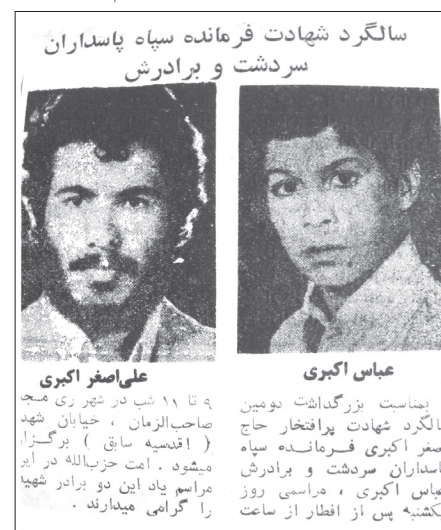 سالگرد شهادت فرمانده سپاه پاسداران
سردشت و برادرش
عباس اکبری
علی‌اصغر اکبری
بمناسبت بزرگداشت دومین
سالگرد شهادت پرافتخار حاج
اصغر اکبری فرمانده سپاه
پاسداران سردشت و برادرش
عباس اکبری ، مراسمی روز
یکشنبه پس از افطار از ساعت
۹ تا ۱۱ شب در شهر ری مسجد
صاحب‌الزمان ، خیابان شهدا
( اقدسیه سابق ) برگزار
میشود . امت حزب‌الله در این
مراسم یاد این دو برادر شهید
را گرامی میدارند .